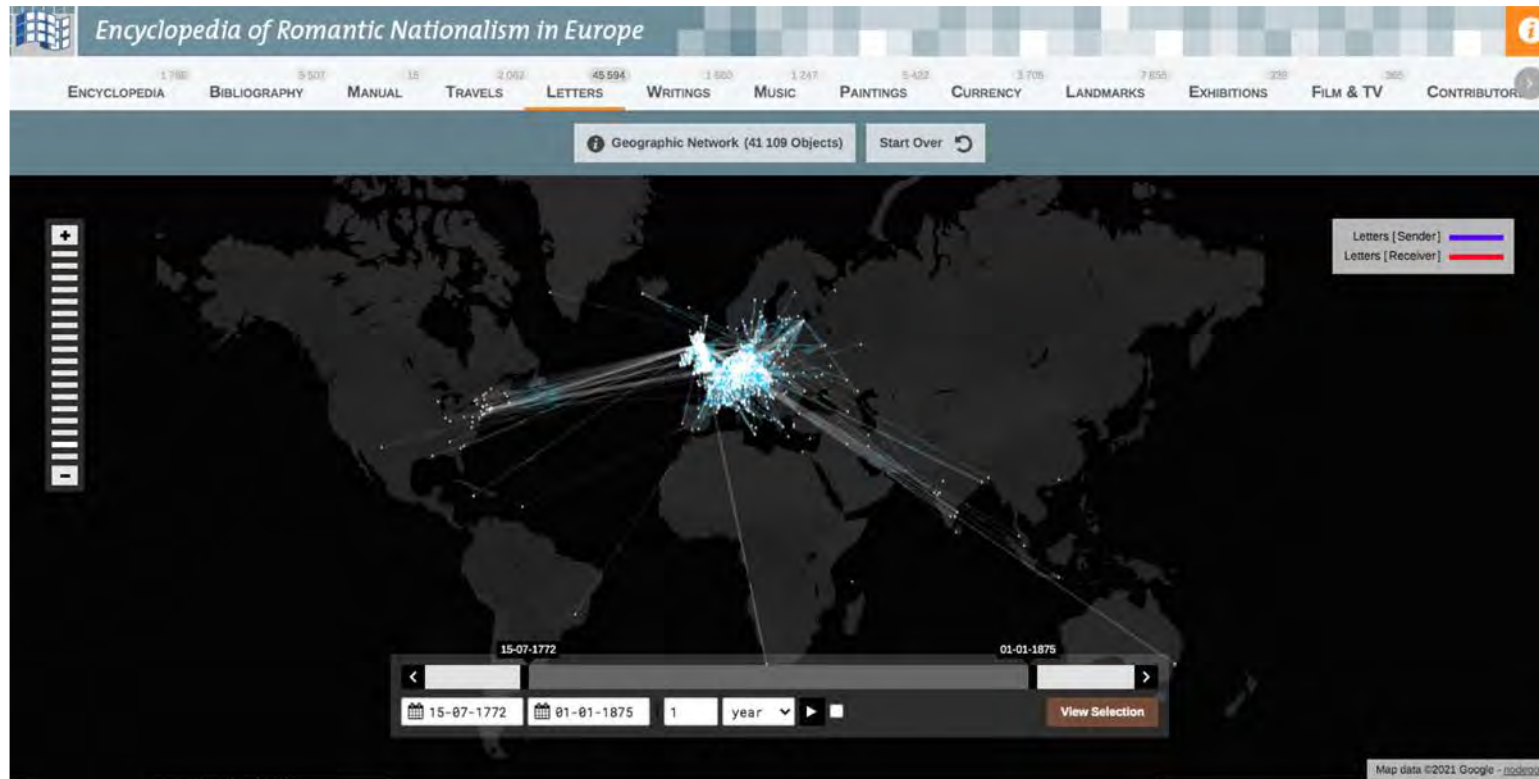 Encyclopedia of Romantic Nationalism in Europe
i
45 594
ENCYCLOPEDIA BIBLIOGRAPHY MANUAL TRAVELS LETTERS WRITINGS MUSIC PAINTINGS CURRENCY LANDMARKS EXHIBITIONS FILM & TV CONTRIBUTOR
i Geographic Network (41 109 Objects) Start Over
+
Letters [Sender]
Letters [Receiver]
-
15-07-1772 01-01-1875
15-07-1772 01-01-1875 1 year View Selection
Map data ©2021 Google -